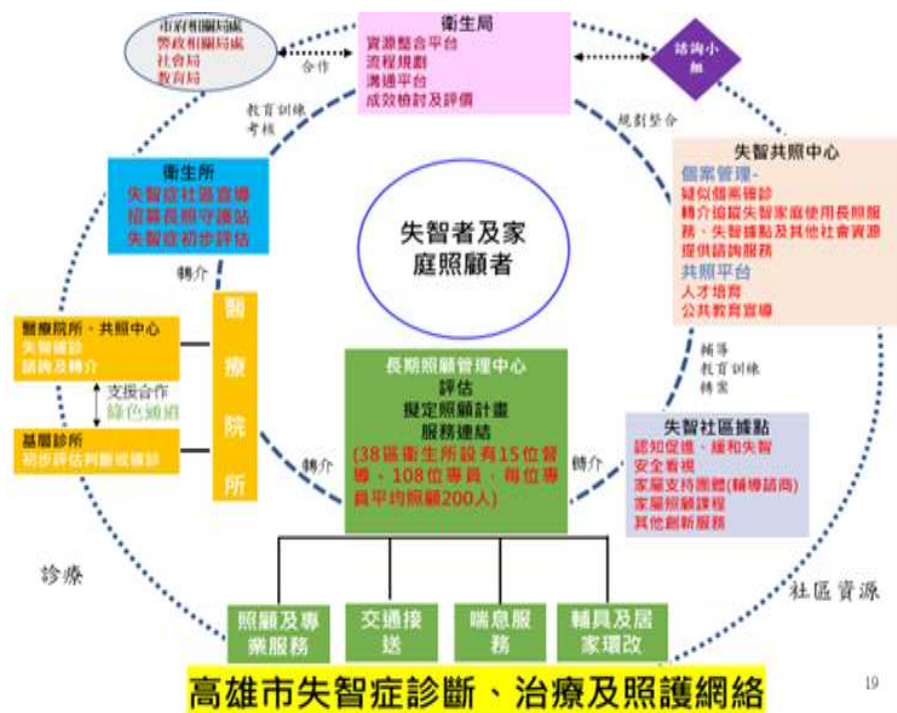 市府相關局處
警政相關局處
社會局
教育局
合作
衛生局
資源整合平台
流程規劃
溝通平台
成效檢討及評價
諮詢小
組
教育訓練
考核
規劃整合
衛生所
失智症社區宣導
招募長照守護站
失智症初步評估
轉介
失智者及家
庭照顧者
失智共照中心
個案管理-
疑似個案確診
轉介追蹤失智家庭使用長照服
務、失智據點及其他社會資源
提供諮詢服務
共照平台
人才培育
公共教育宣導
醫療院所、共照中心
失智確診
諮詢及轉介
支援合作
綠色通道
基層診所
初步評估判斷或確診
醫
療
院
所
轉介
長期照顧管理中心
評估
擬定照顧計畫
服務連結
(38區衛生所設有15位督
導、108位專員，每位專
員平均照顧200人)
轉介
輔導
教育訓練
轉案
失智社區據點
認知促進、緩和失智
安全看視
家屬支持團體(輔導諮商)
家屬照顧課程
其他創新服務
診療
社區資源
照顧及專
業服務
交通接
送
喘息服
務
輔具及居
家環改
高雄市失智症診斷、治療及照護網絡
19